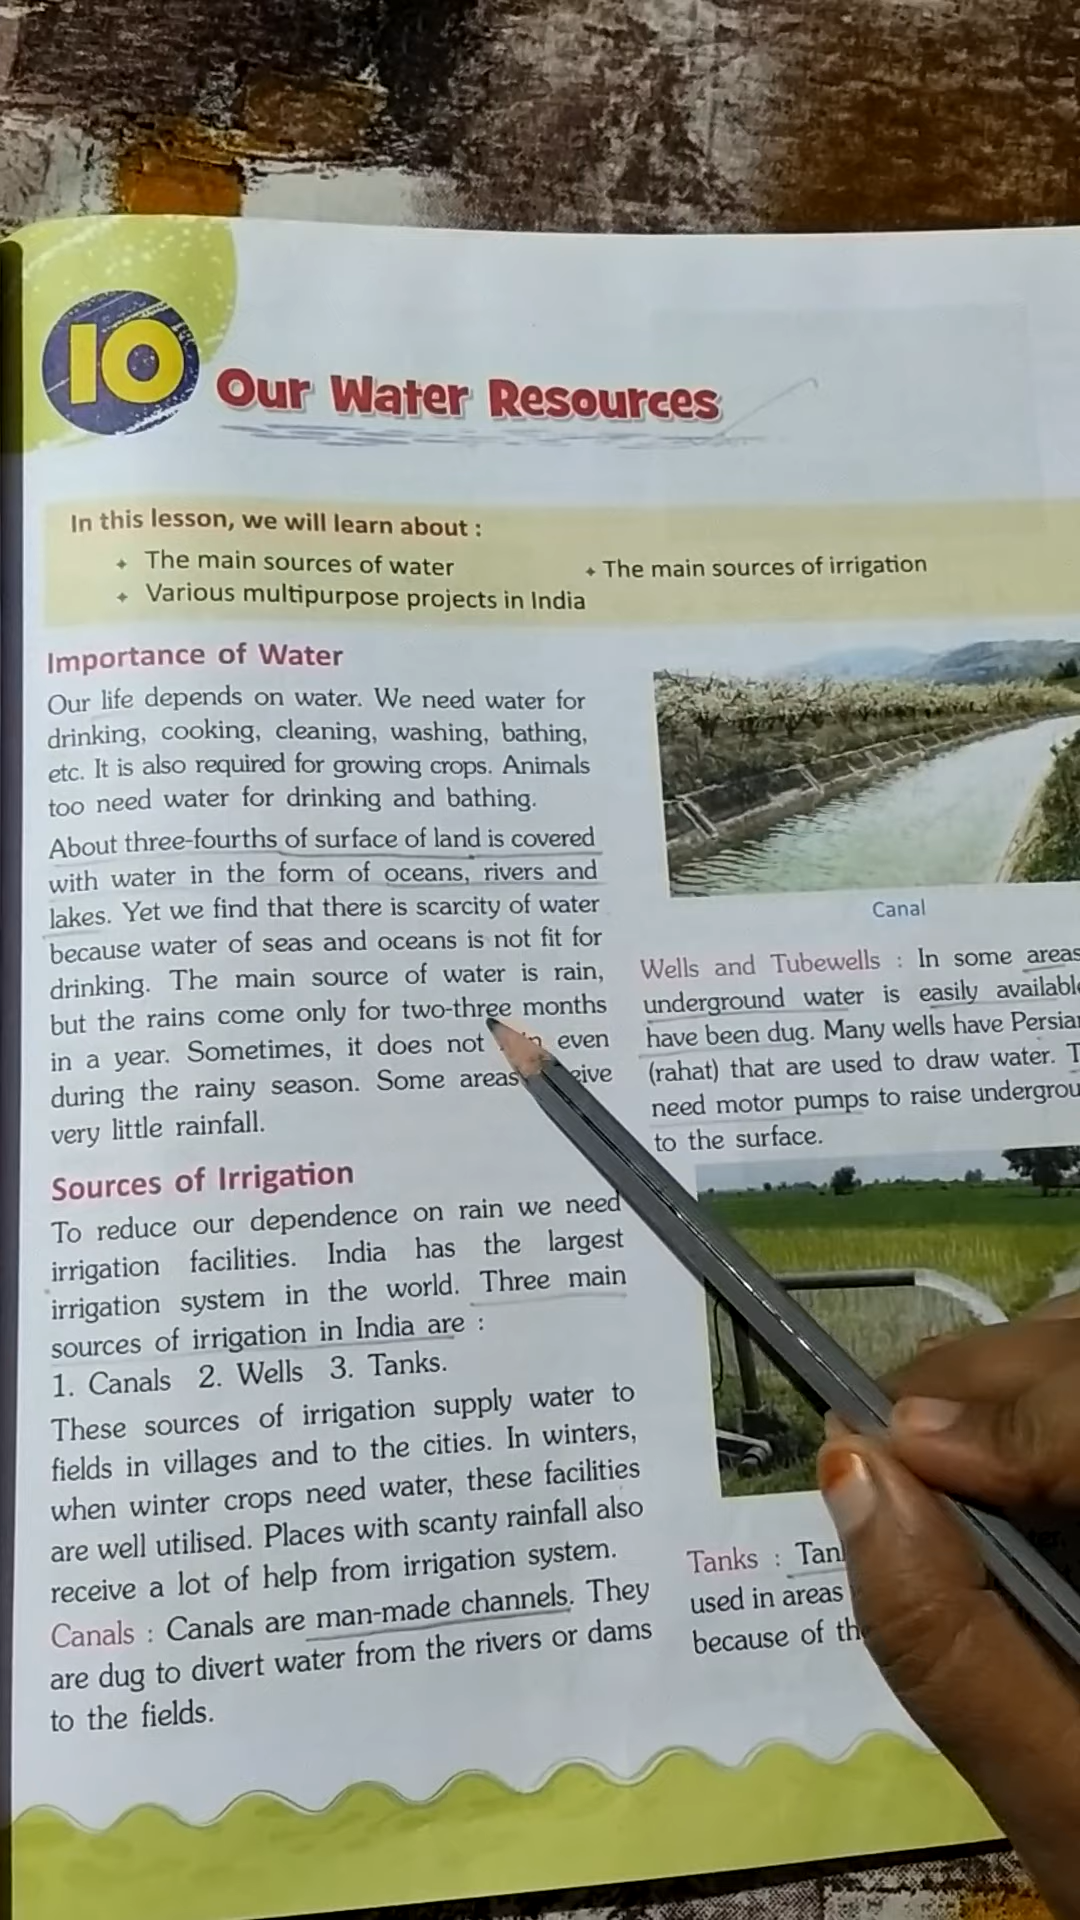 10
Our Water Resources
In this lesson, we will learn about :
The main sources of water
Various multipurpose projects in India
The main sources of irrigation
Importance of Water
Our life depends on water. We need water for
drinking, cooking, cleaning, washing, bathing,
etc. It is also required for growing crops. Animals
too need water for drinking and bathing.
About three-fourths of surface of land is covered
with water in the form of oceans, rivers and
lakes. Yet we find that there is scarcity of water
because water of seas and oceans is not fit for
drinking. The main source of water is rain,
but the rains come only for two-three months
in a year. Sometimes, it does not even
during the rainy season. Some areas
very little rainfall.
Sources of Irrigation
To reduce our dependence on rain we need
irrigation facilities. India has the largest
irrigation system in the world. Three main
sources of irrigation in India are :
1. Canals 2. Wells 3. Tanks.
These sources of irrigation supply water to
fields in villages and to the cities. In winters,
when winter crops need water, these facilities
are well utilised. Places with scanty rainfall also
receive a lot of help from irrigation system.
Canals : Canals are man-made channels. They
are dug to divert water from the rivers or dams
to the fields.
Canal
Wells and Tubewells : In some areas
underground water is easily
have been dug. Many wells have
(rahat) that are used to draw water.
need motor pumps to raise
to the surface.
Tanks :
used in areas
because of